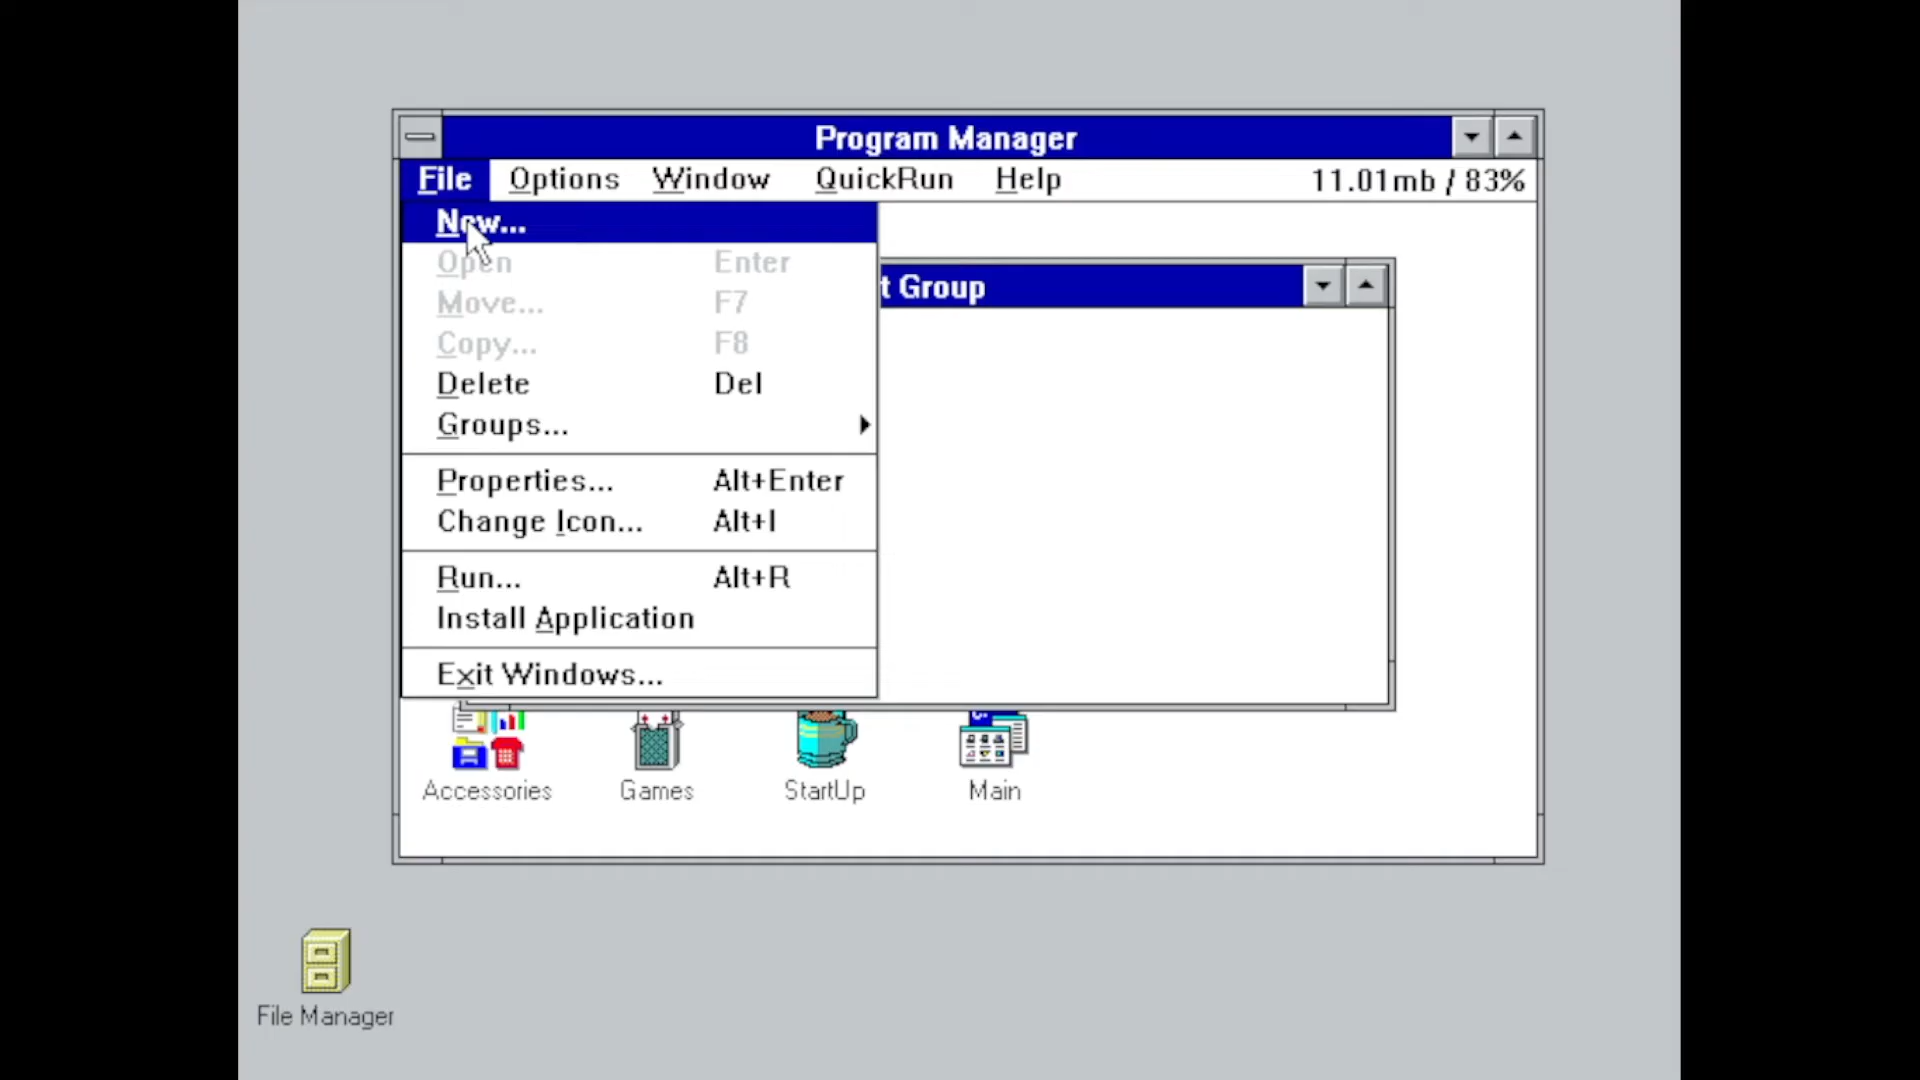 Program Manager
File Options Window QuickRun Help 11.01mb / 83%
New...
Open Enter
t Group
Move... F7
Copy... F8
Delete Del
Groups...
Properties... Alt+Enter
Change Icon... Alt+I
Run... Alt+R
Install Application
Exit Windows...
Accessories Games StartUp Main
File Manager